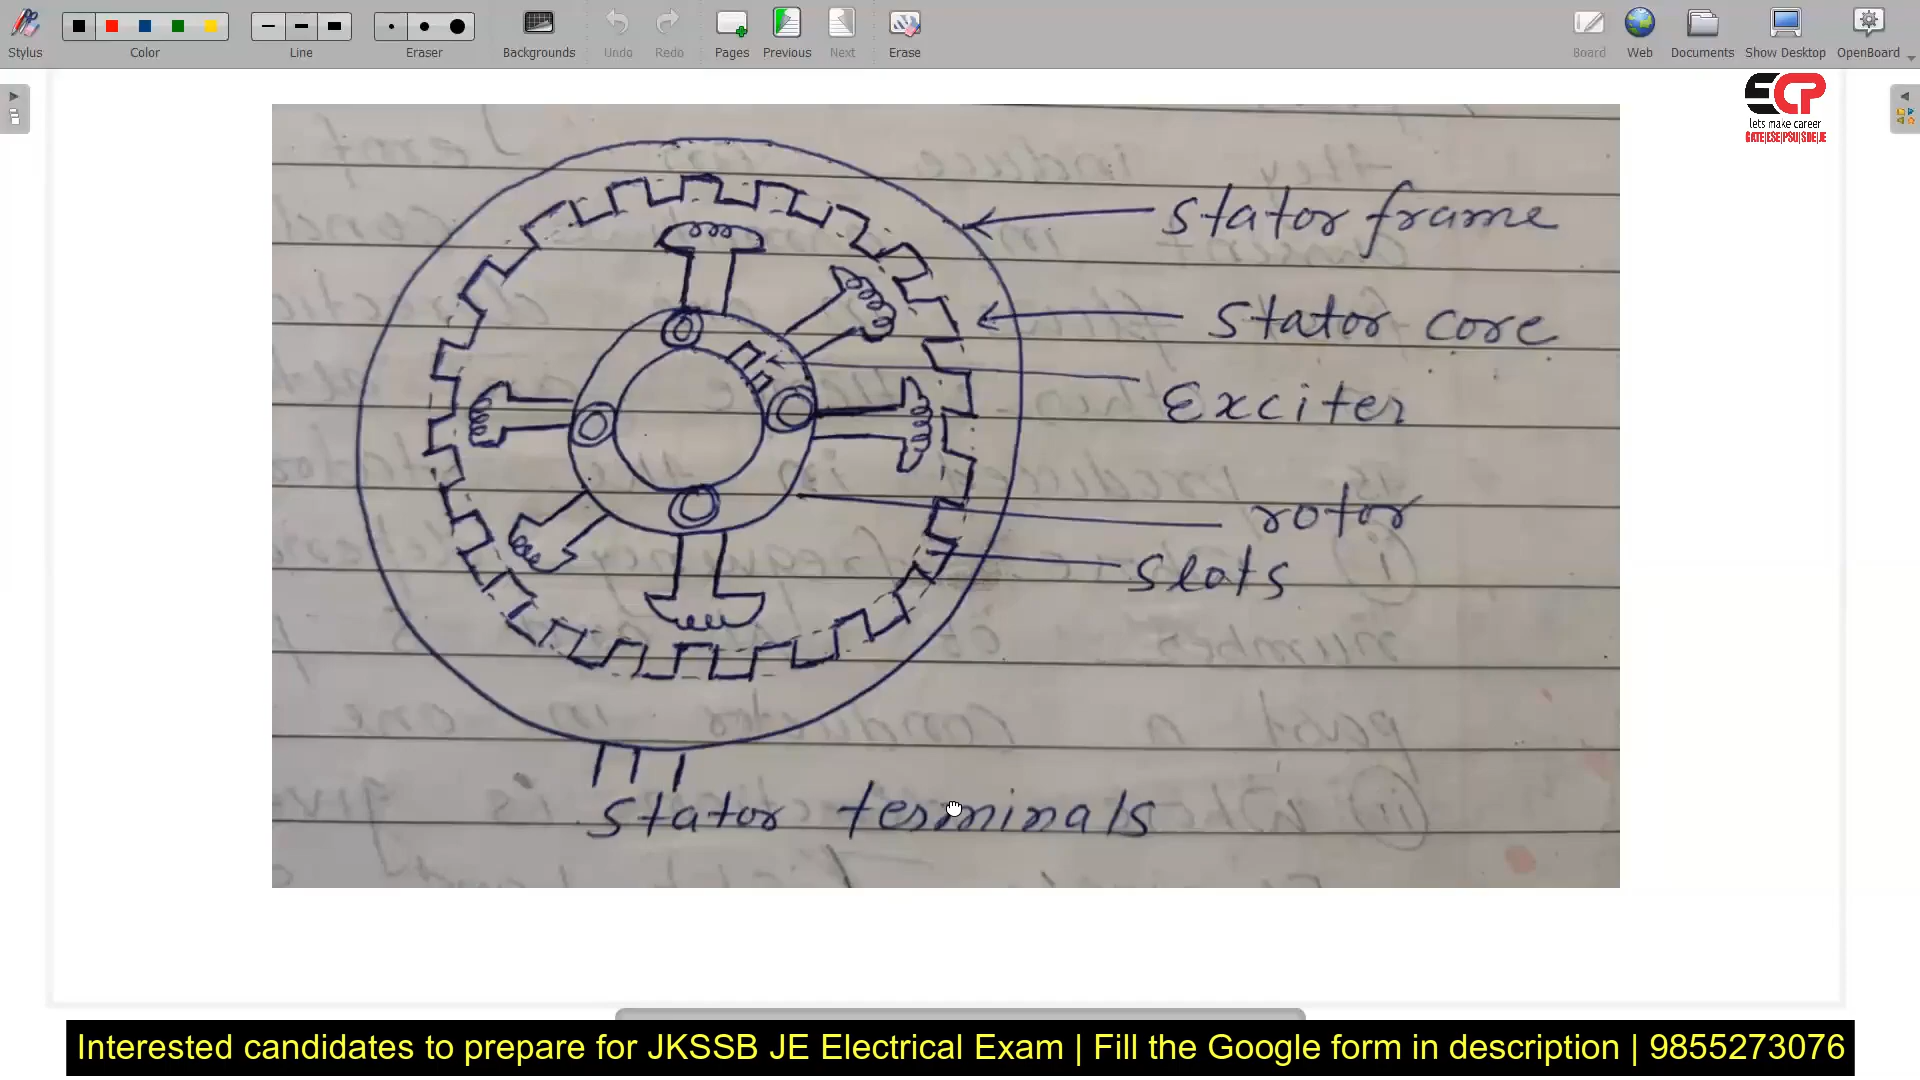 Stylus
Color
Line
Eraser
Backgrounds
Undo
Redo
Pages
Previous
Next
Erase
Board
Web
Documents
Show Desktop
OpenBoard
ECP
lets make career
GATE|ESE|PSU|SDE|JE
Stator frame
Stator core
Exciter
rotor
Slots
Stator terminals
Interested candidates to prepare for JKSSB JE Electrical Exam | Fill the Google form in description | 9855273076